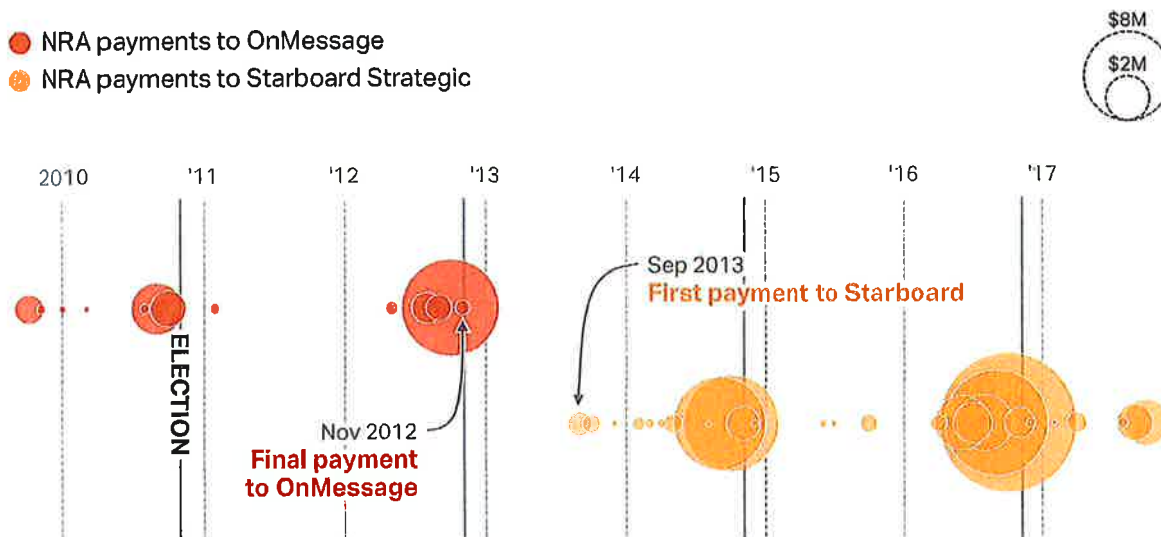 NRA payments to OnMessage
NRA payments to Starboard Strategic
$8M
$2M
2010 '11 '12 '13 '14 '15 '16 '17
Sep 2013
First payment to Starboard
ELECTION
Nov 2012
Final payment
to OnMessage